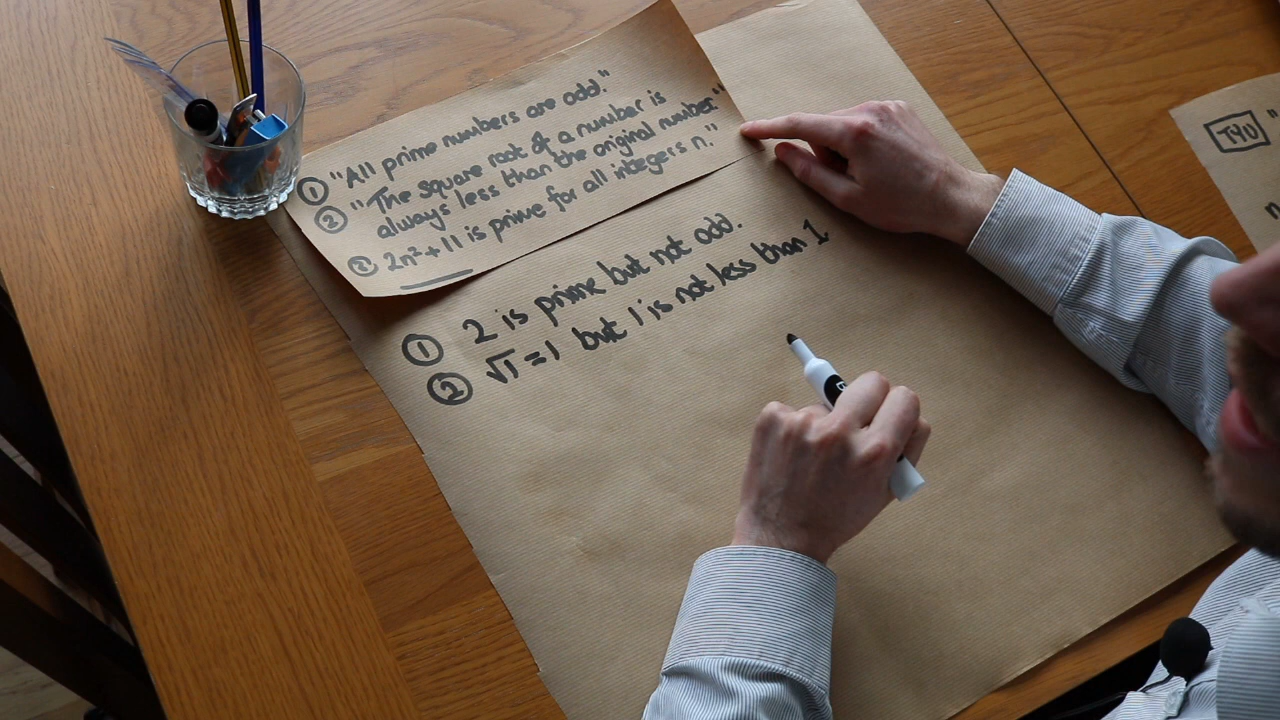 ① "All prime numbers are odd."
② "The square root of a number is
always less than the original number."
③ 2n²+11 is prime for all integers n."
① 2 is prime but not odd.
② √1 = 1 but 1 is not less than 1
TYU "
n